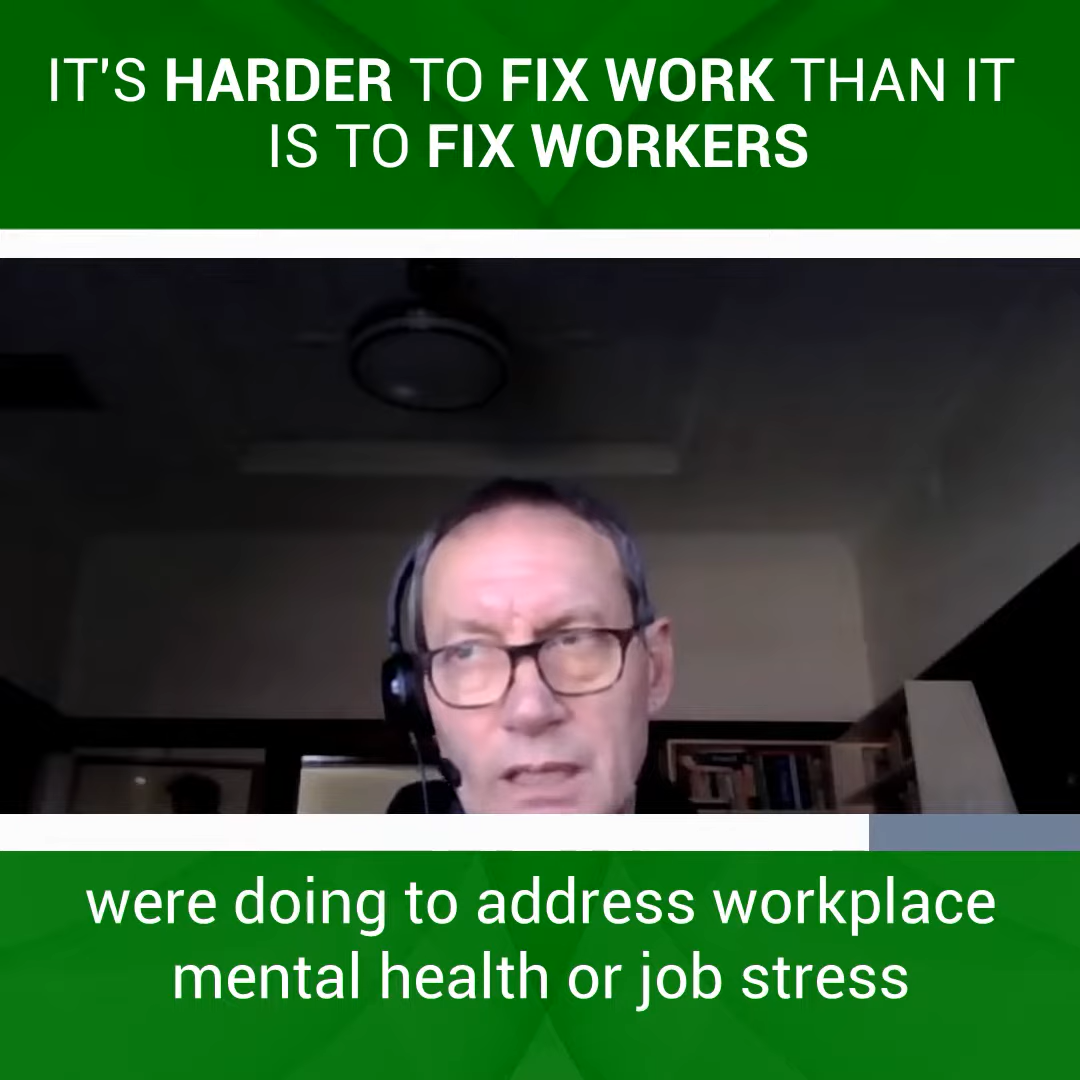 IT'S HARDER TO FIX WORK THAN IT
IS TO FIX WORKERS
were doing to address workplace
mental health or job stress